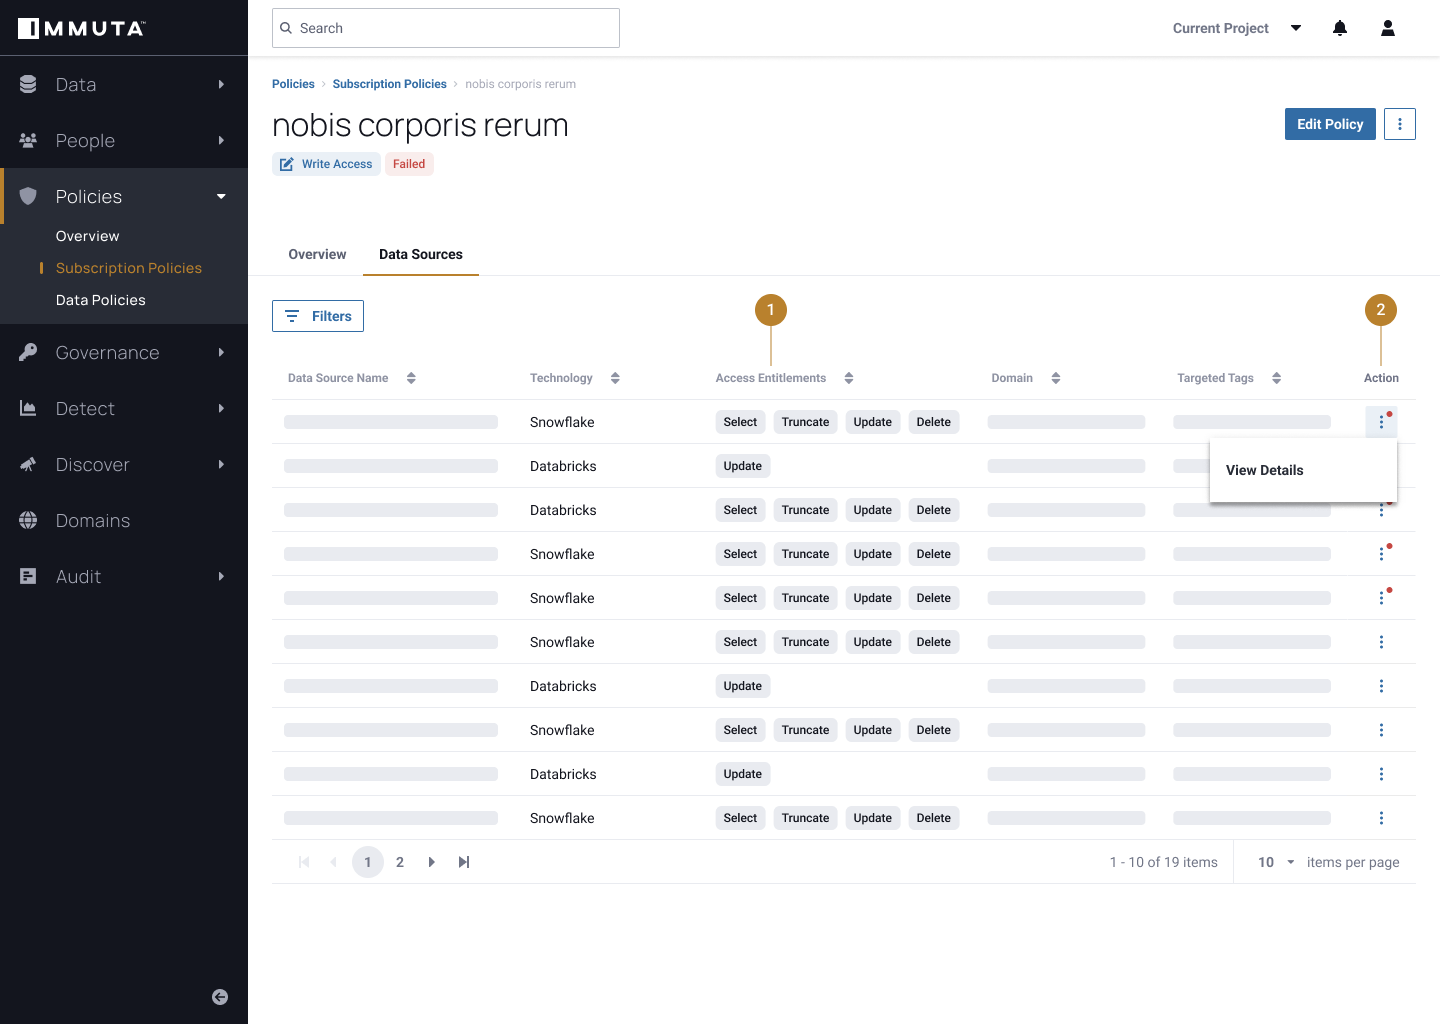 IMMUTA™
Search
Current Project
Data
People
Policies
Overview
Subscription Policies
Data Policies
Governance
Detect
Discover
Domains
Audit
Policies › Subscription Policies › nobis corporis rerum
nobis corporis rerum
Edit Policy
Write Access Failed
Overview Data Sources
Filters
1 2
Data Source Name Technology Access Entitlements Domain Targeted Tags Action
Snowflake Select Truncate Update Delete
Databricks Update
View Details
Databricks Select Truncate Update Delete
Snowflake Select Truncate Update Delete
Snowflake Select Truncate Update Delete
Snowflake Select Truncate Update Delete
Databricks Update
Snowflake Select Truncate Update Delete
Databricks Update
Snowflake Select Truncate Update Delete
1 2 1 - 10 of 19 items 10 items per page